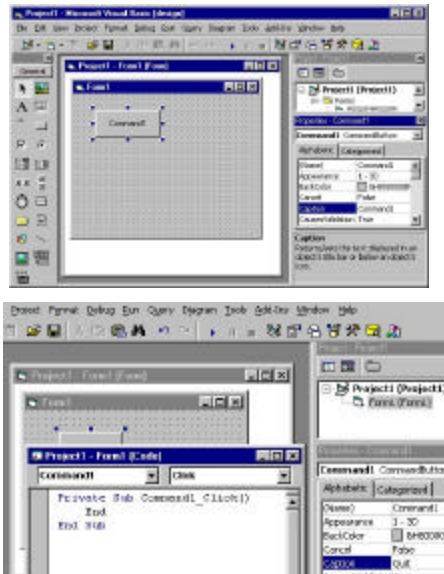 Project1 - Microsoft Visual Basic [design]
File Edit View Project Format Debug Run Query Diagram Tools Add-Ins Window Help
General
Project1 - Form1 (Form)
Form1
Command1
Project1 (Project1)
Forms
Properties - Command1
Command1 CommandButton
Alphabetic Categorized
(Name) Command1
Appearance 1 - 3D
BackColor
Cancel False
Caption Command1
CausesValidation True
Caption
Returns/sets the text displayed in an
object's title bar or below an object's
icon.
Project Format Debug Run Query Diagram Tools Add-Ins Window Help
Project1 - Form1 (Form)
Form1
Project1 (Project1)
Form1 (Form1)
Project1 - Form1 (Code)
Command1 Click
Private Sub Command1_Click()
End
End Sub
Command1 CommandButton
Alphabetic Categorized
(Name) Command1
Appearance 1 - 3D
BackColor
Cancel False
Caption Quit